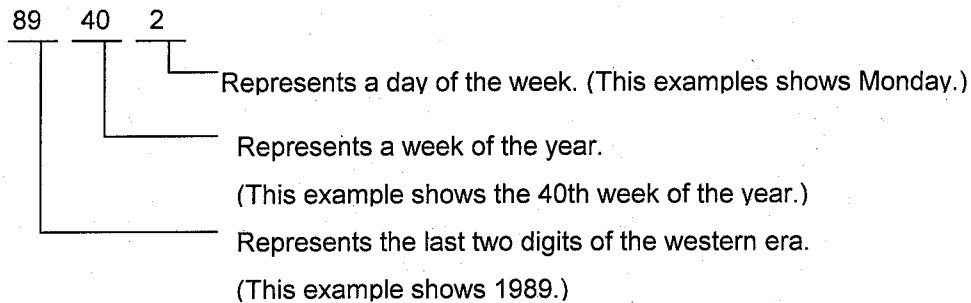 89 40 2
Represents a day of the week. (This examples shows Monday.)
Represents a week of the year.
(This example shows the 40th week of the year.)
Represents the last two digits of the western era.
(This example shows 1989.)